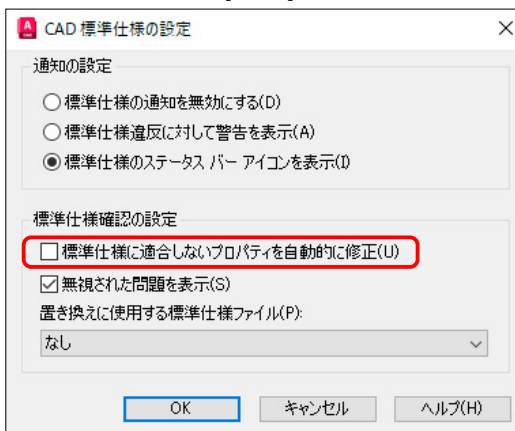 CAD 標準仕様の設定
通知の設定
標準仕様の通知を無効にする(D)
標準仕様違反に対して警告を表示(A)
標準仕様のステータス バー アイコンを表示(I)
標準仕様確認の設定
標準仕様に適合しないプロパティを自動的に修正(U)
無視された問題を表示(S)
置き換えに使用する標準仕様ファイル(P):
なし
OK キャンセル ヘルプ(H)